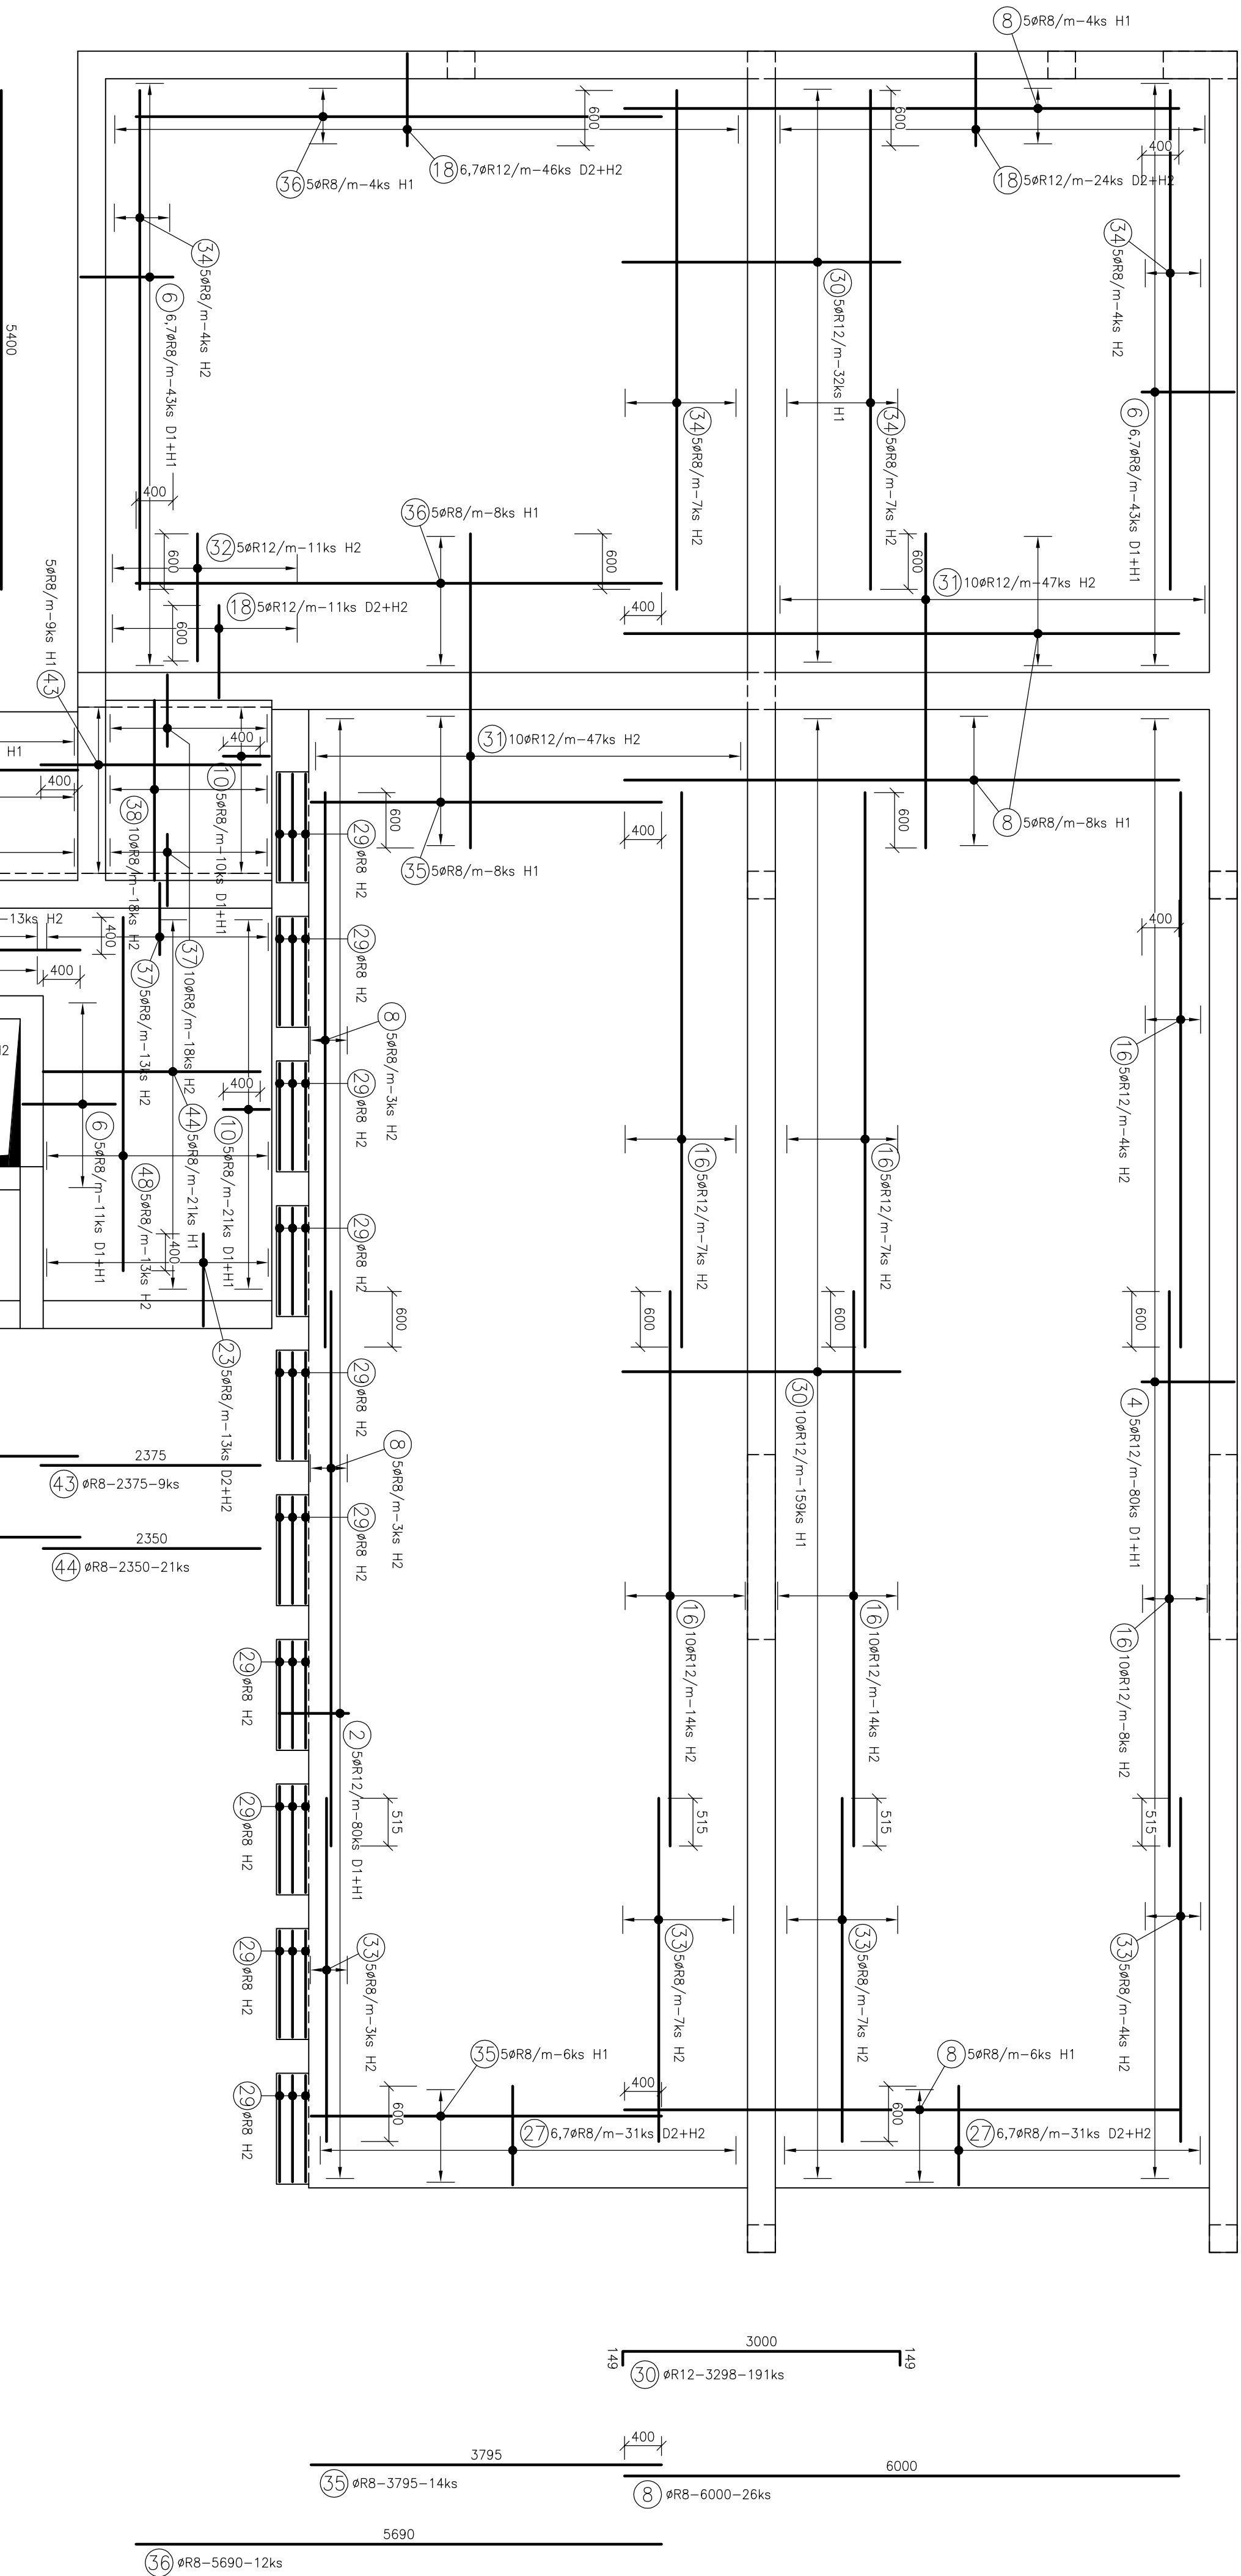 8 5øR8/m-4ks H1
600
600
400
36 5øR8/m-4ks H1
18 6,7øR12/m-46ks D2+H2
18 5øR12/m-24ks D2+H2
34 5øR8/m-4ks H2
34 5øR8/m-4ks H2
6 6,7øR8/m-43ks D1+H1
30 5øR12/m-32ks H1
5400
34 5øR8/m-7ks H2
34 5øR8/m-7ks H2
6 6,7øR8/m-43ks D1+H1
400
36 5øR8/m-8ks H1
32 5øR12/m-11ks H2
600
600
600
31 10øR12/m-47ks H2
18 5øR12/m-11ks D2+H2
600
400
5øR8/m-9ks H1 43
H1
400
400
31 10øR12/m-47ks H2
10 5øR8/m-10ks D1+H1
38 10øR8/m-18ks H2
29 øR8 H2
600
400
600
8 5øR8/m-8ks H1
35 5øR8/m-8ks H1
-13ks H2
400
400
37 5øR8/m-13ks H2
37 10øR8/m-18ks H2
29 øR8 H2
400
8 5øR8/m-3ks H2
16 5øR12/m-4ks H2
H2
29 øR8 H2
400
6 5øR8/m-11ks D1+H1
48 5øR8/m-13ks H2
44 5øR8/m-21ks H1
10 5øR8/m-21ks D1+H1
16 5øR12/m-7ks H2
16 5øR12/m-7ks H2
400
29 øR8 H2
600
600
600
600
23 5øR8/m-13ks D2+H2
29 øR8 H2
30 10øR12/m-159ks H1
4 5øR12/m-80ks D1+H1
2375
43 øR8-2375-9ks
8 5øR8/m-3ks H2
2350
44 øR8-2350-21ks
29 øR8 H2
16 10øR12/m-14ks H2
16 10øR12/m-14ks H2
16 10øR12/m-8ks H2
29 øR8 H2
2 5øR12/m-80ks D1+H1
29 øR8 H2
515
515
515
515
29 øR8 H2
33 5øR8/m-3ks H2
33 5øR8/m-7ks H2
33 5øR8/m-7ks H2
33 5øR8/m-4ks H2
35 5øR8/m-6ks H1
8 5øR8/m-6ks H1
29 øR8 H2
600
400
600
27 6,7øR8/m-31ks D2+H2
27 6,7øR8/m-31ks D2+H2
3000
149
149
30 øR12-3298-191ks
400
3795
6000
35 øR8-3795-14ks
8 øR8-6000-26ks
5690
36 øR8-5690-12ks